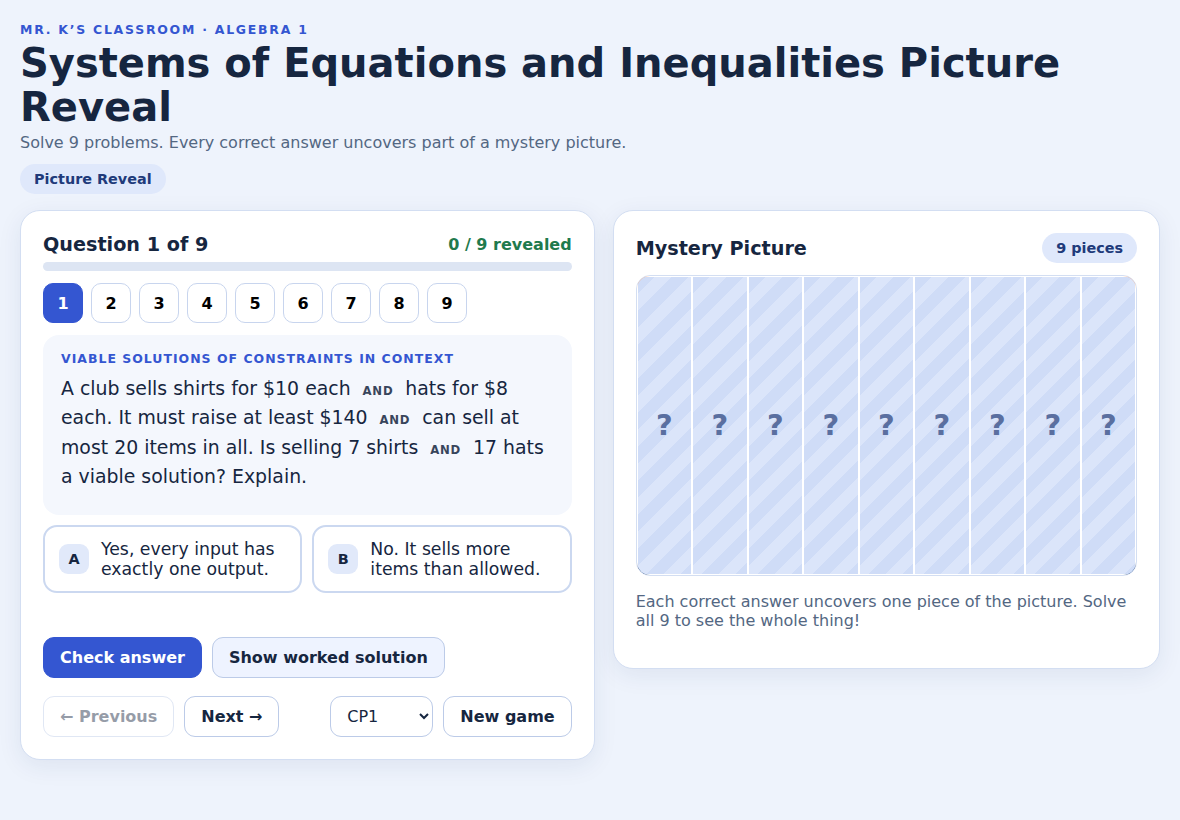 MR. K'S CLASSROOM · ALGEBRA 1
Systems of Equations and Inequalities Picture
Reveal
Solve 9 problems. Every correct answer uncovers part of a mystery picture.
Picture Reveal
Question 1 of 9
0 / 9 revealed
1 2 3 4 5 6 7 8 9
VIABLE SOLUTIONS OF CONSTRAINTS IN CONTEXT
A club sells shirts for $10 each AND hats for $8
each. It must raise at least $140 AND can sell at
most 20 items in all. Is selling 7 shirts AND 17 hats
a viable solution? Explain.
A Yes, every input has
exactly one output.
B No. It sells more
items than allowed.
Check answer
Show worked solution
← Previous
Next →
CP1
New game
Mystery Picture
9 pieces
? ? ? ? ? ? ? ? ?
Each correct answer uncovers one piece of the picture. Solve
all 9 to see the whole thing!